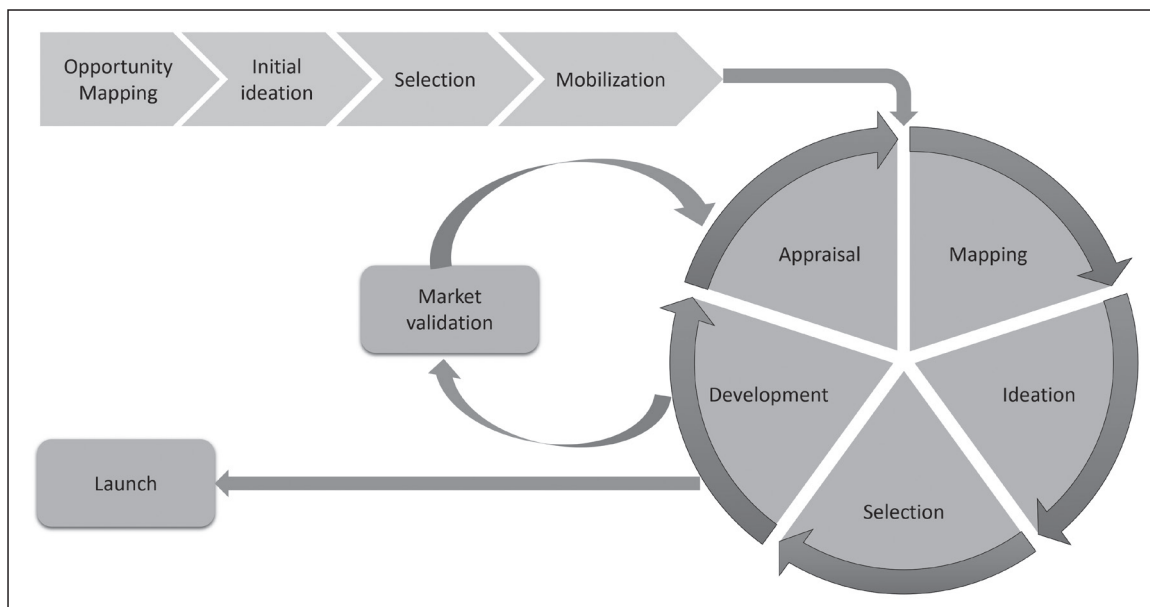 Opportunity
Mapping
Initial
ideation
Selection
Mobilization
Appraisal
Mapping
Market
validation
Development
Ideation
Launch
Selection